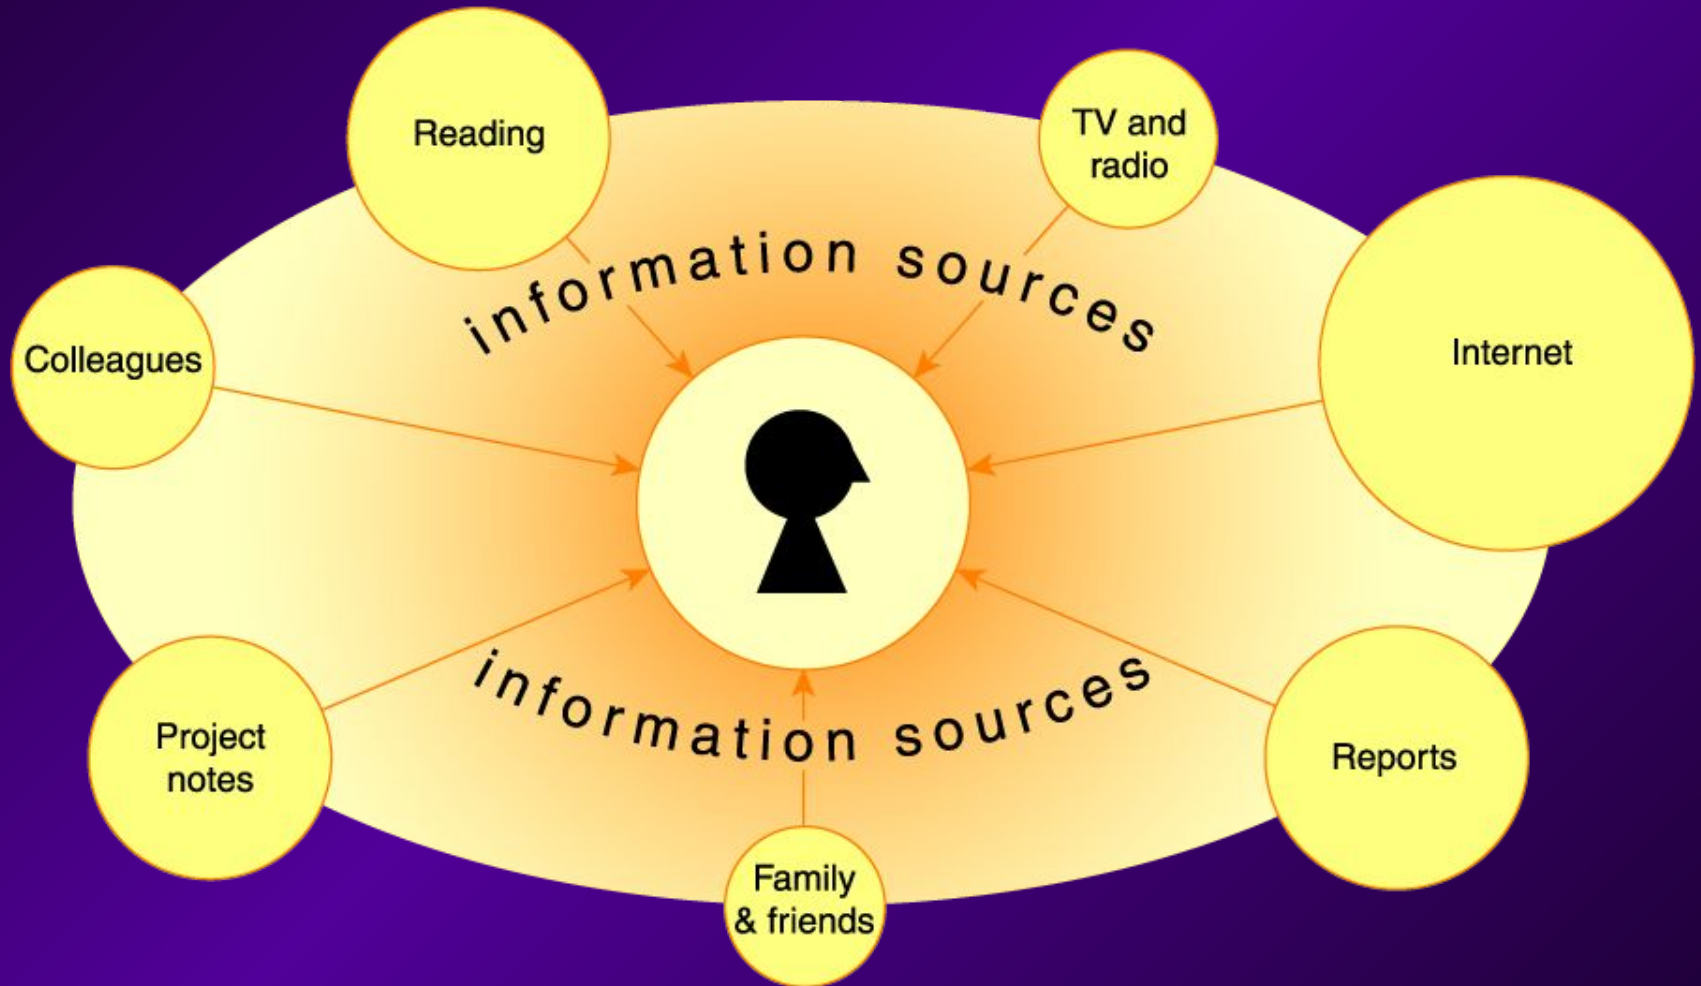 Reading
TV and
radio
information sources
Internet
Colleagues
information sources
Project
notes
Reports
Family
& friends